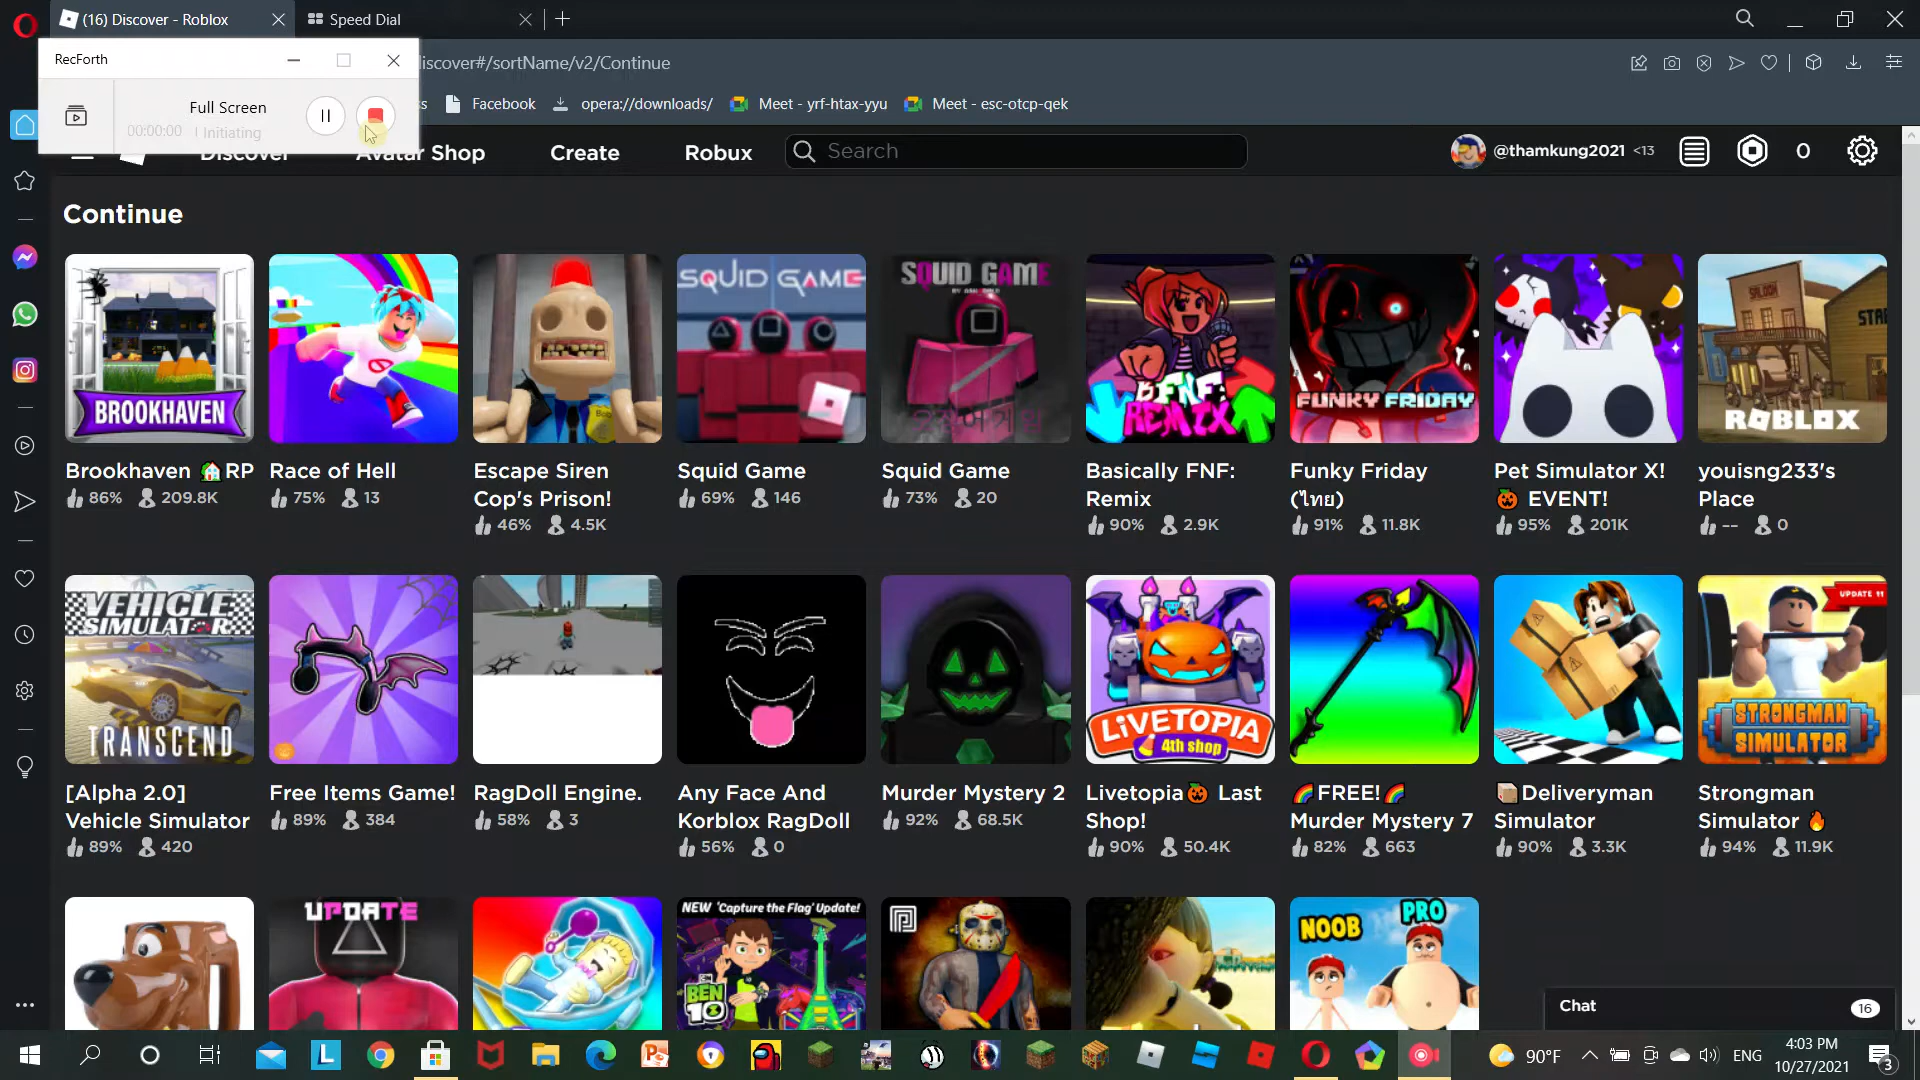 (16) Discover - Roblox
Speed Dial
RecForth
iscover#/sortName/v2/Continue
Full Screen
00:00:00 | Initiating
Facebook
opera://downloads/
Meet - yrf-htax-yyu
Meet - esc-otcp-qek
Discover
Avatar Shop
Create
Robux
Search
@thamkung2021 <13
0
Continue
BROOKHAVEN
SQUID GAME
SQUID GAME
BFNF:
REMIX
FUNKY FRIDAY
SALOON
ROBLOX
Brookhaven 🏠RP
86% 209.8K
Race of Hell
75% 13
Escape Siren
Cop's Prison!
46% 4.5K
Squid Game
69% 146
Squid Game
73% 20
Basically FNF:
Remix
90% 2.9K
Funky Friday
(ไทย)
91% 11.8K
Pet Simulator X!
🎃 EVENT!
95% 201K
youisng233's
Place
-- 0
VEHICLE
SIMULATOR
TRANSCEND
LIVETOPIA
4th shop
UPDATE 11
STRONGMAN
SIMULATOR
[Alpha 2.0]
Vehicle Simulator
89% 420
Free Items Game!
89% 384
RagDoll Engine.
58% 3
Any Face And
Korblox RagDoll
56% 0
Murder Mystery 2
92% 68.5K
Livetopia🎃 Last
Shop!
90% 50.4K
🌈FREE!🌈
Murder Mystery 7
82% 663
📦Deliveryman
Simulator
90% 3.3K
Strongman
Simulator 🔥
94% 11.9K
UPDATE
NEW 'Capture the Flag' Update!
BEN
10
NOOB
PRO
Chat
16
90°F
ENG
4:03 PM
10/27/2021
3